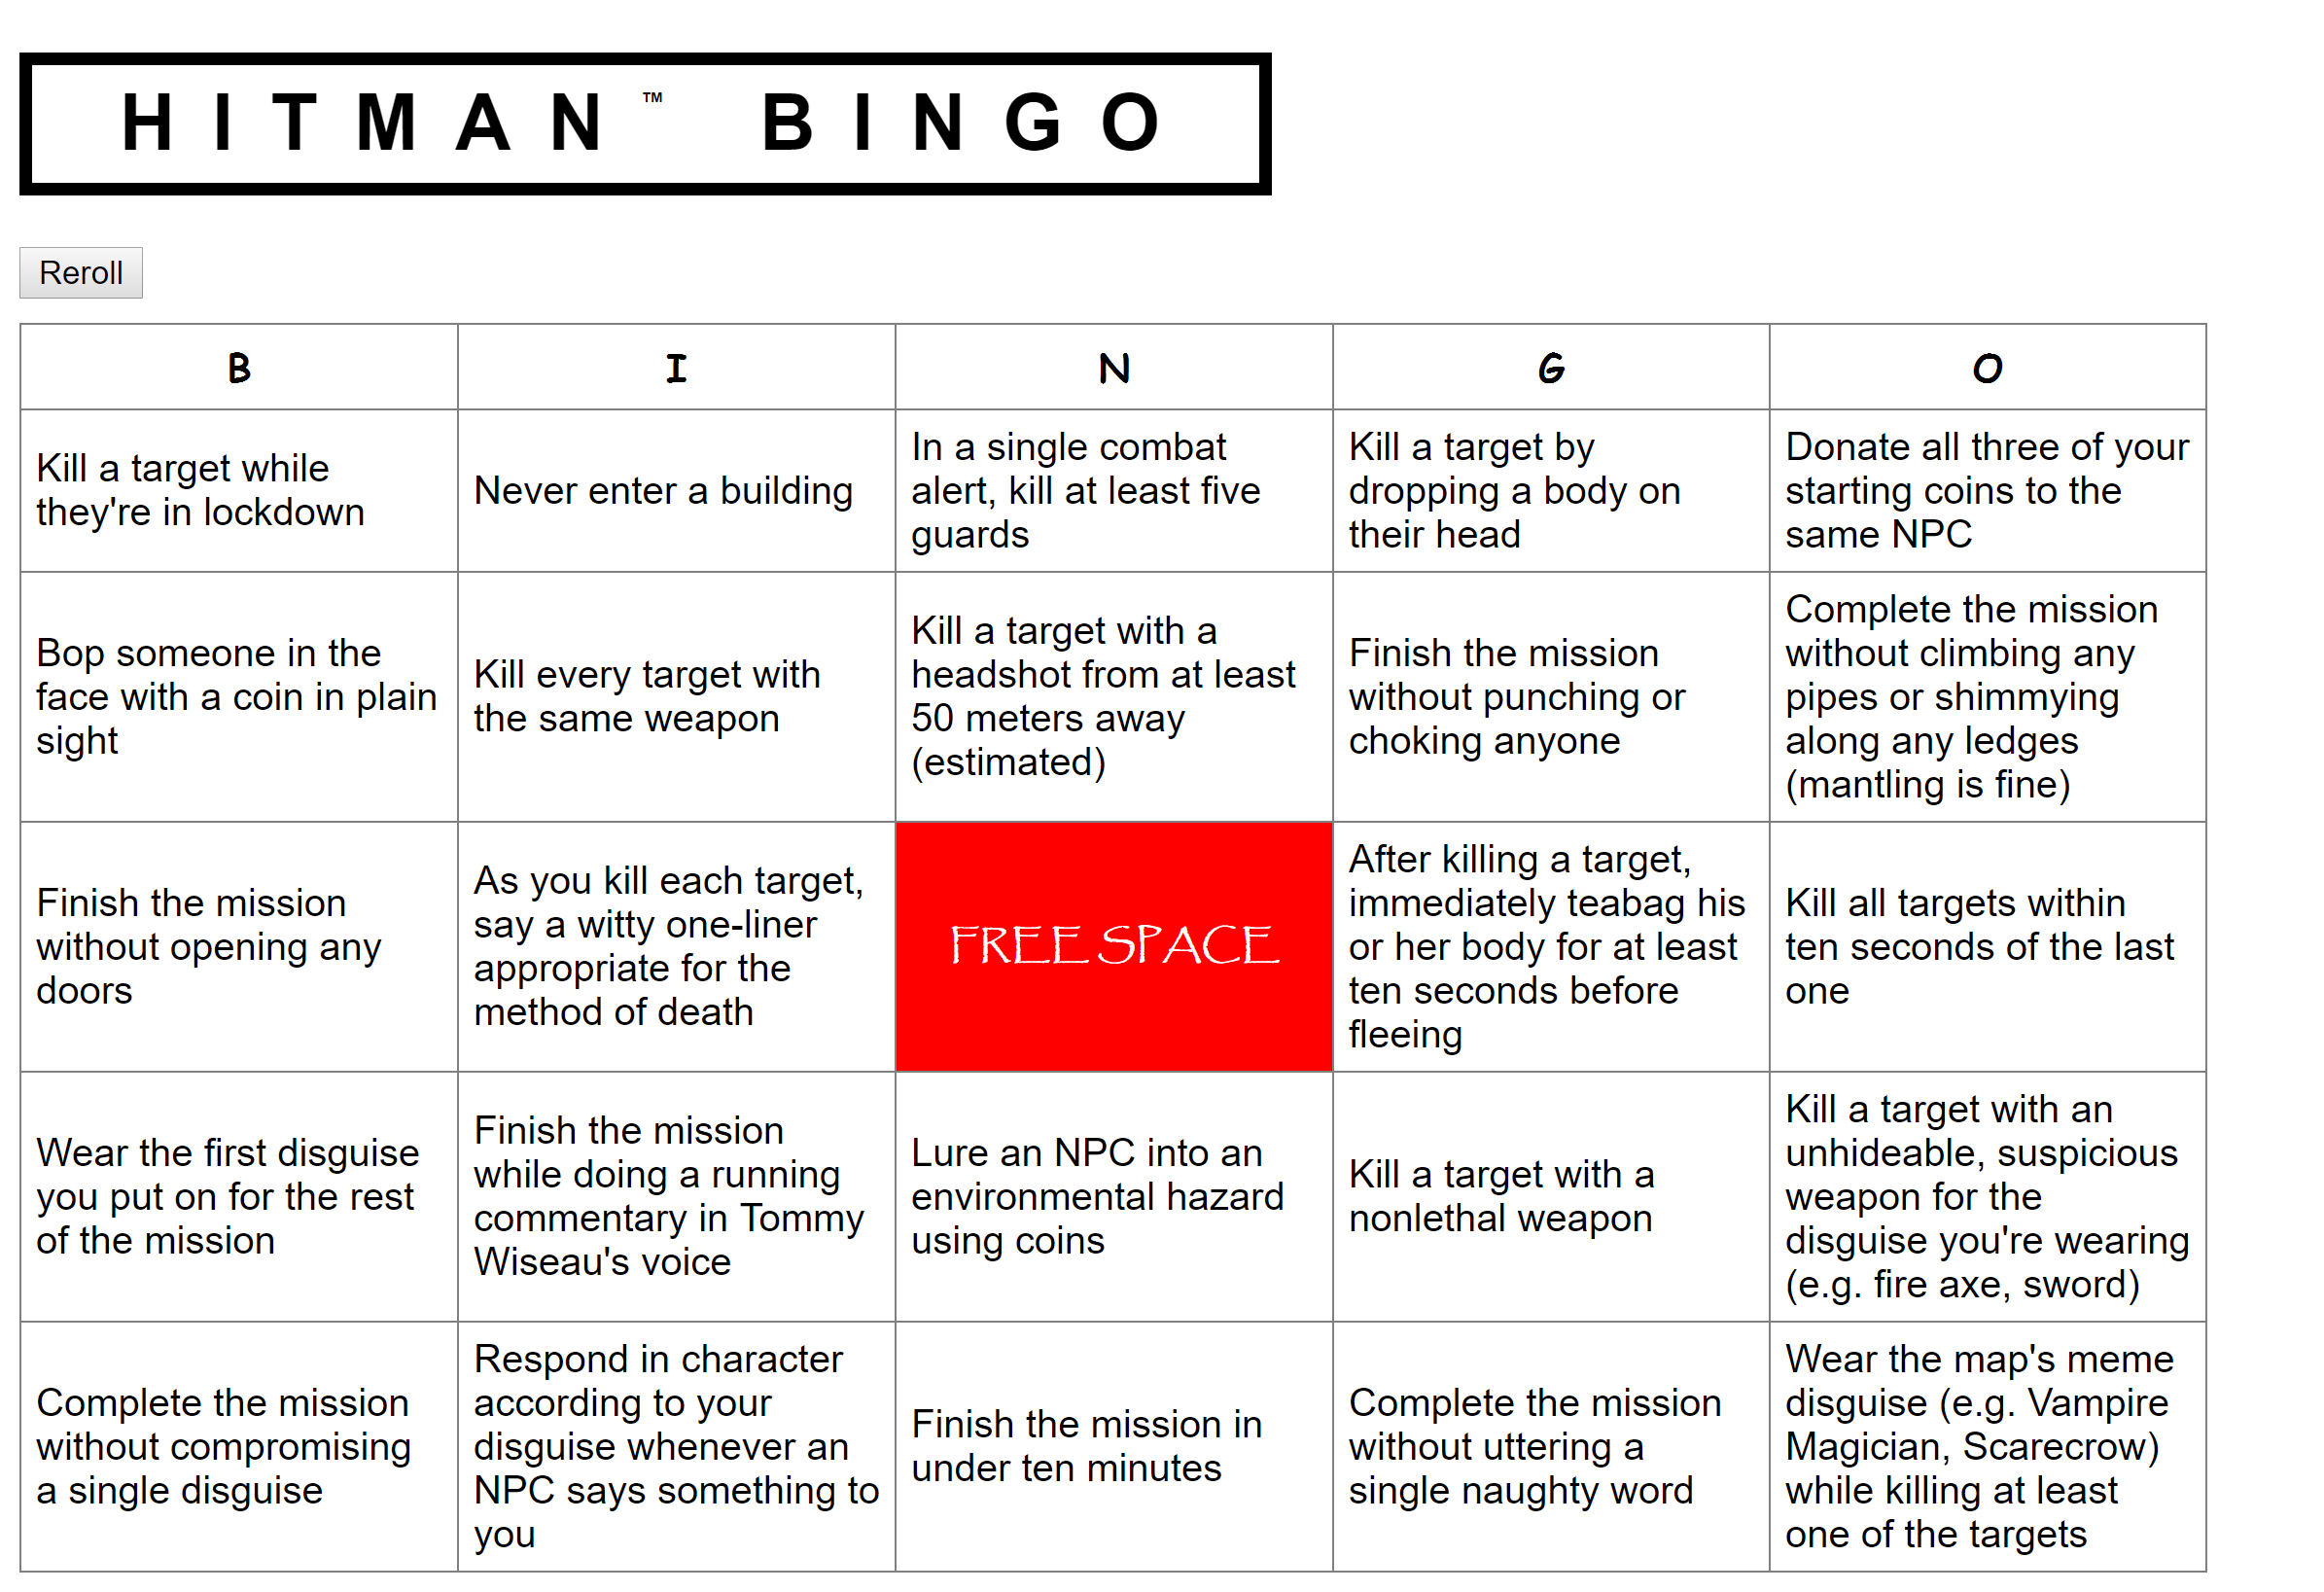 HITMAN™ BINGO
Reroll
B I N G O
Kill a target while
they're in lockdown
Never enter a building
In a single combat
alert, kill at least five
guards
Kill a target by
dropping a body on
their head
Donate all three of your
starting coins to the
same NPC
Bop someone in the
face with a coin in plain
sight
Kill every target with
the same weapon
Kill a target with a
headshot from at least
50 meters away
(estimated)
Finish the mission
without punching or
choking anyone
Complete the mission
without climbing any
pipes or shimmying
along any ledges
(mantling is fine)
Finish the mission
without opening any
doors
As you kill each target,
say a witty one-liner
appropriate for the
method of death
FREE SPACE
After killing a target,
immediately teabag his
or her body for at least
ten seconds before
fleeing
Kill all targets within
ten seconds of the last
one
Wear the first disguise
you put on for the rest
of the mission
Finish the mission
while doing a running
commentary in Tommy
Wiseau's voice
Lure an NPC into an
environmental hazard
using coins
Kill a target with a
nonlethal weapon
Kill a target with an
unhideable, suspicious
weapon for the
disguise you're wearing
(e.g. fire axe, sword)
Complete the mission
without compromising
a single disguise
Respond in character
according to your
disguise whenever an
NPC says something to
you
Finish the mission in
under ten minutes
Complete the mission
without uttering a
single naughty word
Wear the map's meme
disguise (e.g. Vampire
Magician, Scarecrow)
while killing at least
one of the targets